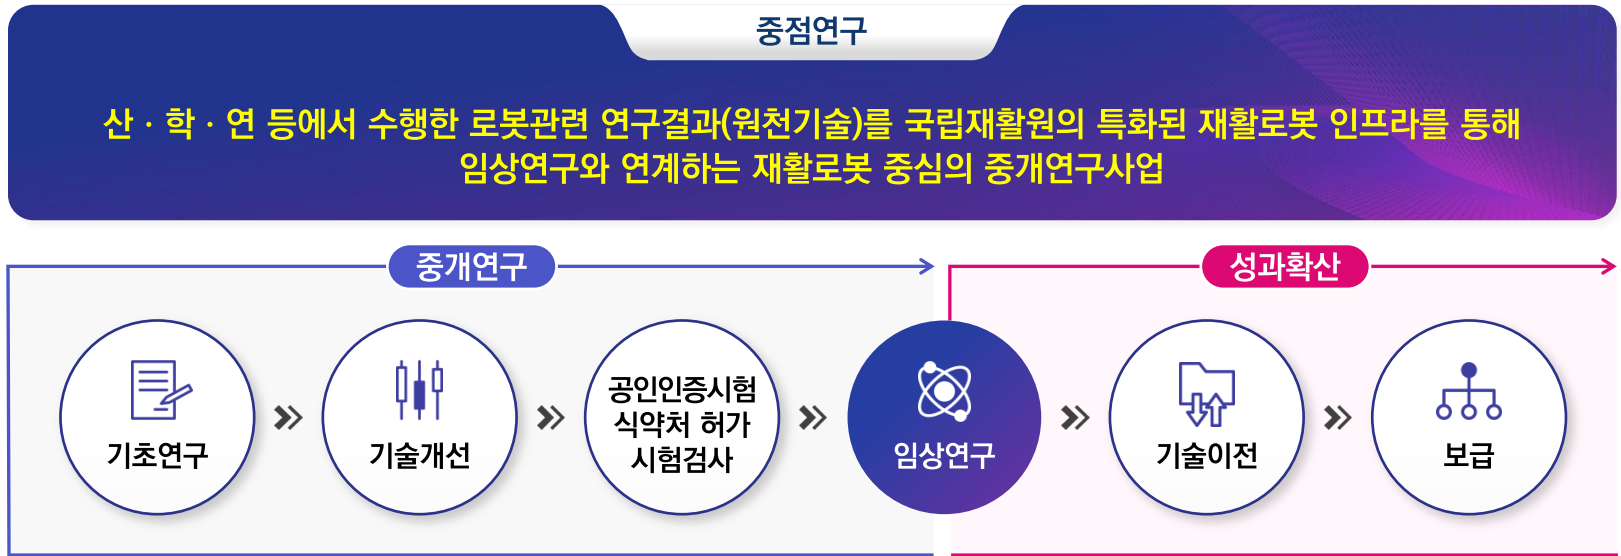 중점연구
산 · 학 · 연 등에서 수행한 로봇관련 연구결과(원천기술)를 국립재활원의 특화된 재활로봇 인프라를 통해
임상연구와 연계하는 재활로봇 중심의 중개연구사업
중개연구
성과확산
기초연구
기술개선
공인인증시험
식약처 허가
시험검사
임상연구
기술이전
보급